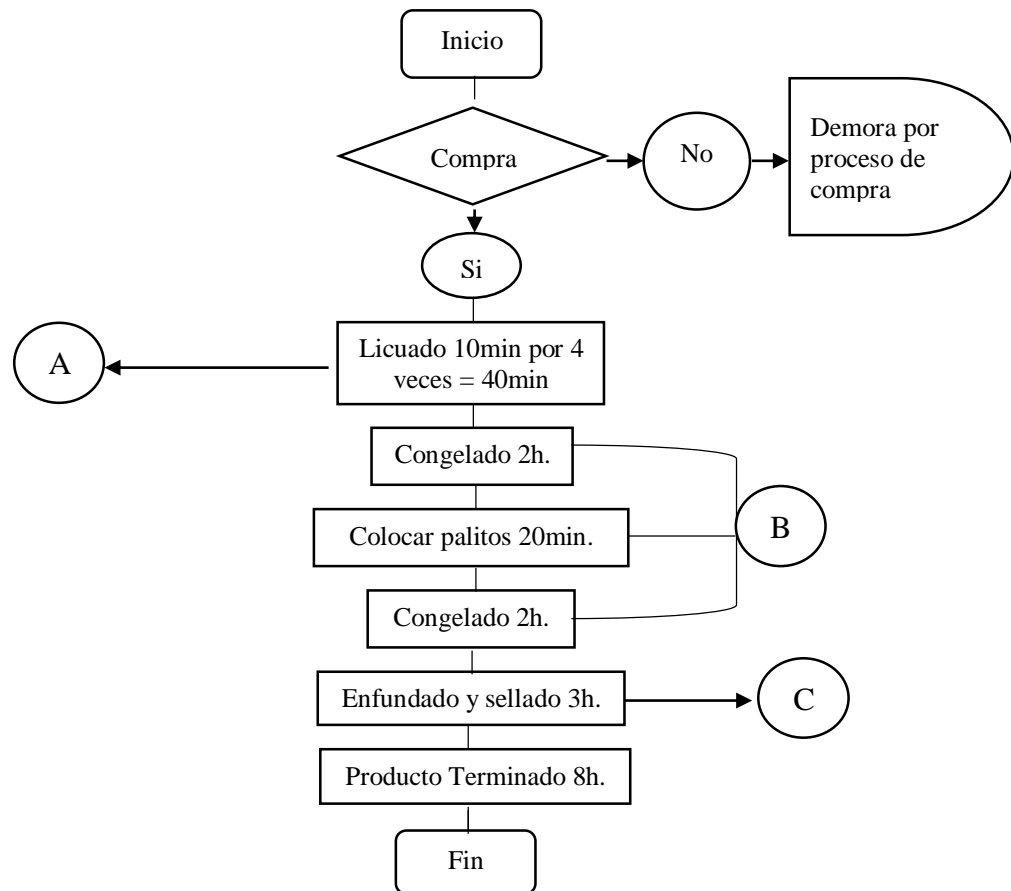 Inicio
Compra
No
Demora por
proceso de
compra
Si
A
Licuado 10min por 4
veces = 40min
Congelado 2h.
Colocar palitos 20min.
B
Congelado 2h.
Enfundado y sellado 3h.
C
Producto Terminado 8h.
Fin